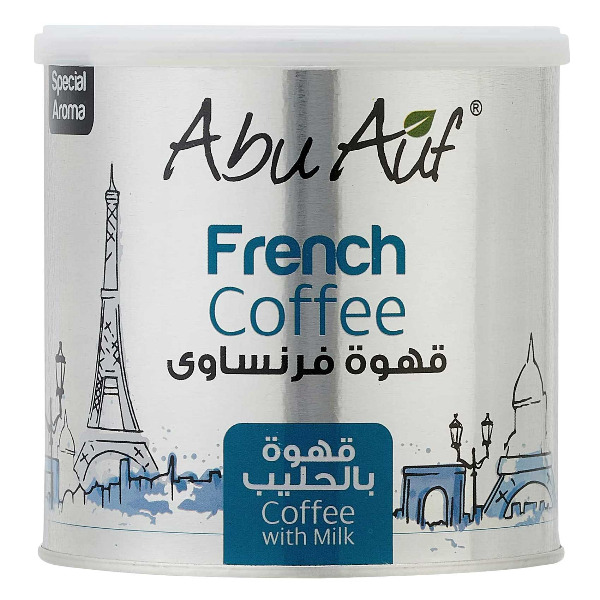 Special
Aroma
Abu Auf®
French
Coffee
قهوة فرنساوى
قهوة
بالحليب
Coffee
with Milk